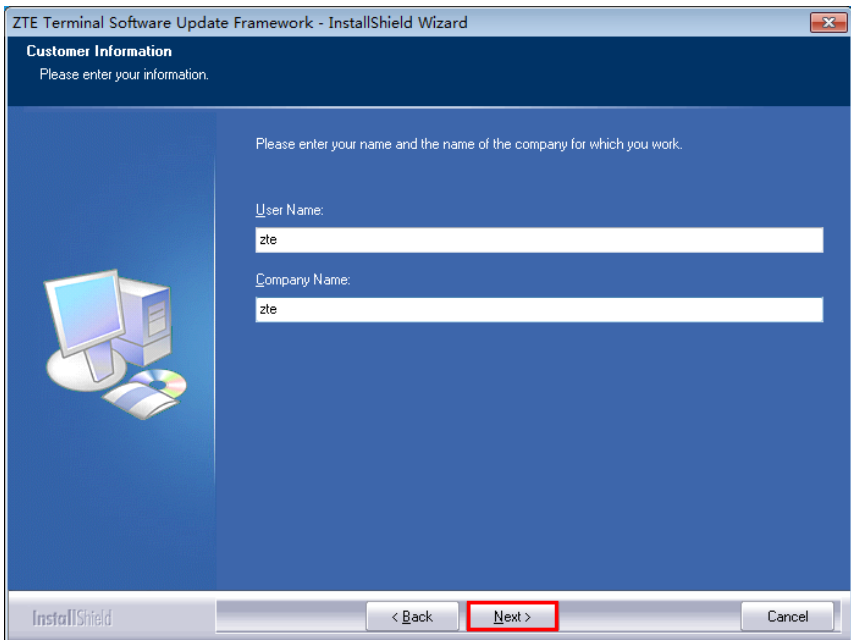 ZTE Terminal Software Update Framework - InstallShield Wizard
Customer Information
Please enter your information.
Please enter your name and the name of the company for which you work.
User Name:
zte
Company Name:
zte
InstallShield
< Back
Next >
Cancel